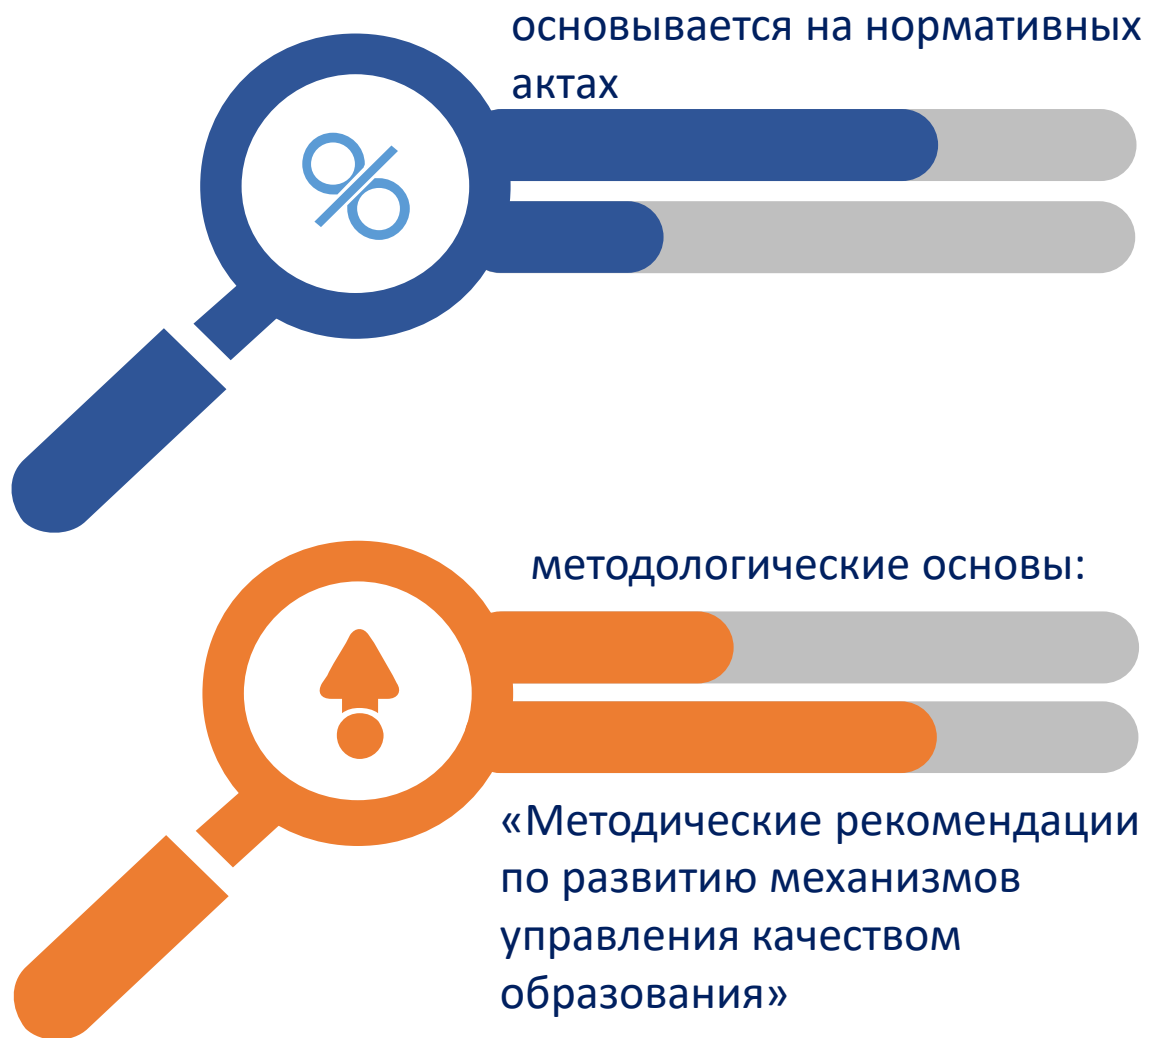 основывается на нормативных
актах
%
методологические основы:
«Методические рекомендации
по развитию механизмов
управления качеством
образования»